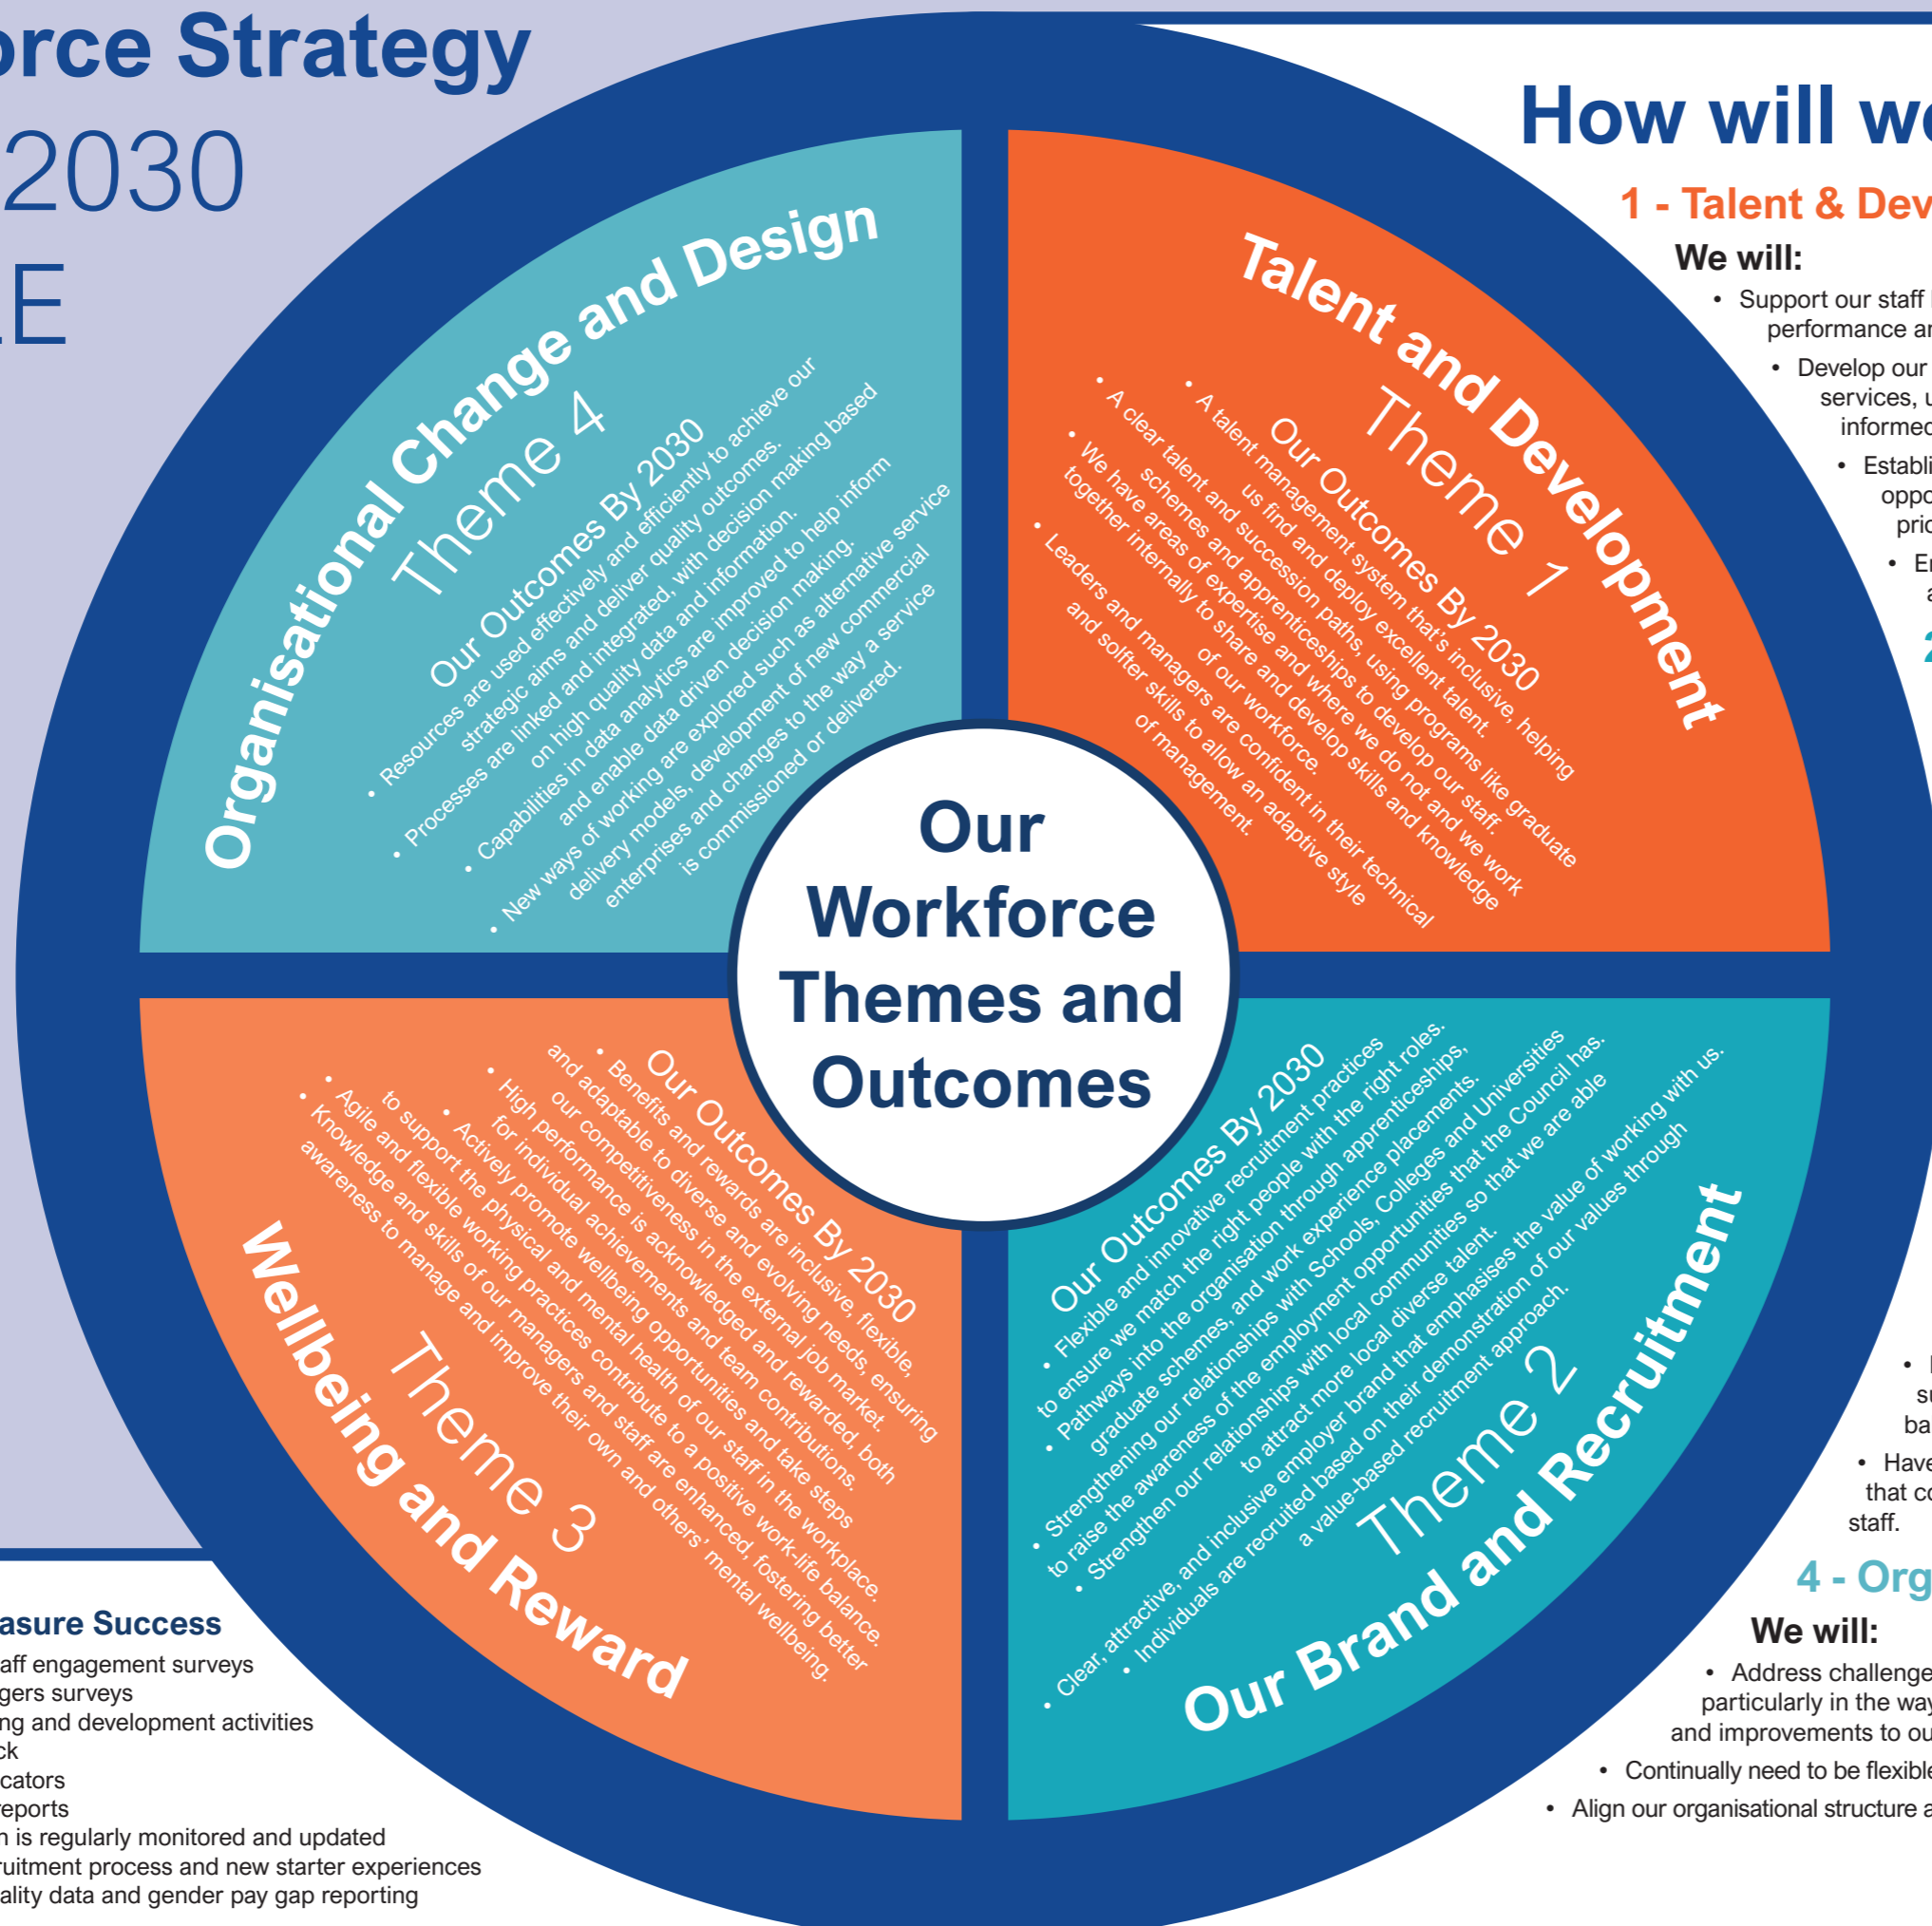 orce Strategy
2030
LE
Organisational Change and Design
Theme 4
Our Outcomes By 2030
• Resources are used effectively and efficiently to achieve our
strategic aims and deliver quality outcomes.
• Processes are linked and integrated, with decision making based
on high quality data and information.
• Capabilities in data analytics are improved to help inform
and enable data driven decision making.
• New ways of working are explored such as alternative service
delivery models, development of new commercial
enterprises and changes to the way a service
is commissioned or delivered.
Talent and Development
Theme 1
Our Outcomes By 2030
• A talent management system that's inclusive, helping
us find and deploy excellent talent.
• A clear talent and succession paths, using programs like graduate
schemes and apprenticeships to develop our staff.
• We have areas of expertise and where we do not and we work
together internally to share and develop skills and knowledge
of our workforce.
• Leaders and managers are confident in their technical
and solfter skills to allow an adaptive style
of management.
Our
Workforce
Themes and
Outcomes
Our Outcomes By 2030
• Flexible and innovative recruitment practices
to ensure we match the right people with the right roles.
• Pathways into the organisation through apprenticeships,
graduate schemes, and work experience placements.
• Strengthening our relationships with Schools, Colleges and Universities
to raise the awareness of the employment opportunities that the Council has.
• Strengthen our relationships with local communities so that we are able
to attract more local diverse talent.
• Clear, attractive, and inclusive employer brand that emphasises the value of working with us.
• Individuals are recruited based on their demonstration of our values through
a value-based recruitment approach.
Theme 2
Our Brand and Recruitment
Our Outcomes By 2030
• Benefits and rewards are inclusive, flexible,
and adaptable to diverse and evolving needs, ensuring
our competitiveness in the external job market.
• High performance is acknowledged and rewarded, both
for individual achievements and team contributions.
• Actively promote wellbeing opportunities and take steps
to support the physical and mental health of our staff in the workplace.
• Agile and flexible working practices contribute to a positive work-life balance.
• Knowledge and skills of our managers and staff are enhanced, fostering better
awareness to manage and improve their own and others' mental wellbeing.
Theme 3
Wellbeing and Reward
How will we
1 - Talent & Dev
We will:
• Support our staff
performance a
• Develop our
services, u
informed
• Establi
oppo
prio
• E
a
2
•
su
ba
• Have
that co
staff.
4 - Org
We will:
• Address challenge
particularly in the way
and improvements to ou
• Continually need to be flexible
• Align our organisational structure a
asure Success
aff engagement surveys
gers surveys
ing and development activities
ck
cators
reports
n is regularly monitored and updated
ruitment process and new starter experiences
ality data and gender pay gap reporting